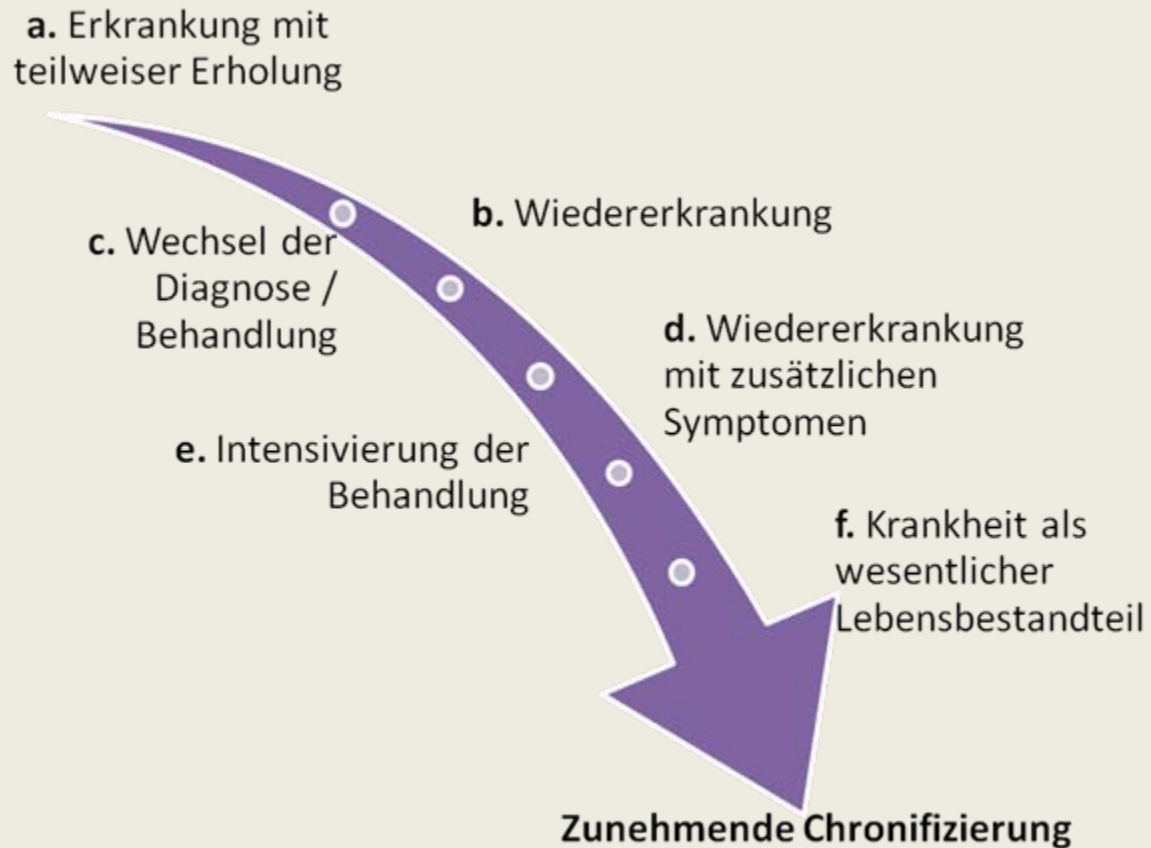 a. Erkrankung mit
teilweiser Erholung
b. Wiedererkrankung
c. Wechsel der
Diagnose /
Behandlung
d. Wiedererkrankung
mit zusätzlichen
Symptomen
e. Intensivierung der
Behandlung
f. Krankheit als
wesentlicher
Lebensbestandteil
Zunehmende Chronifizierung